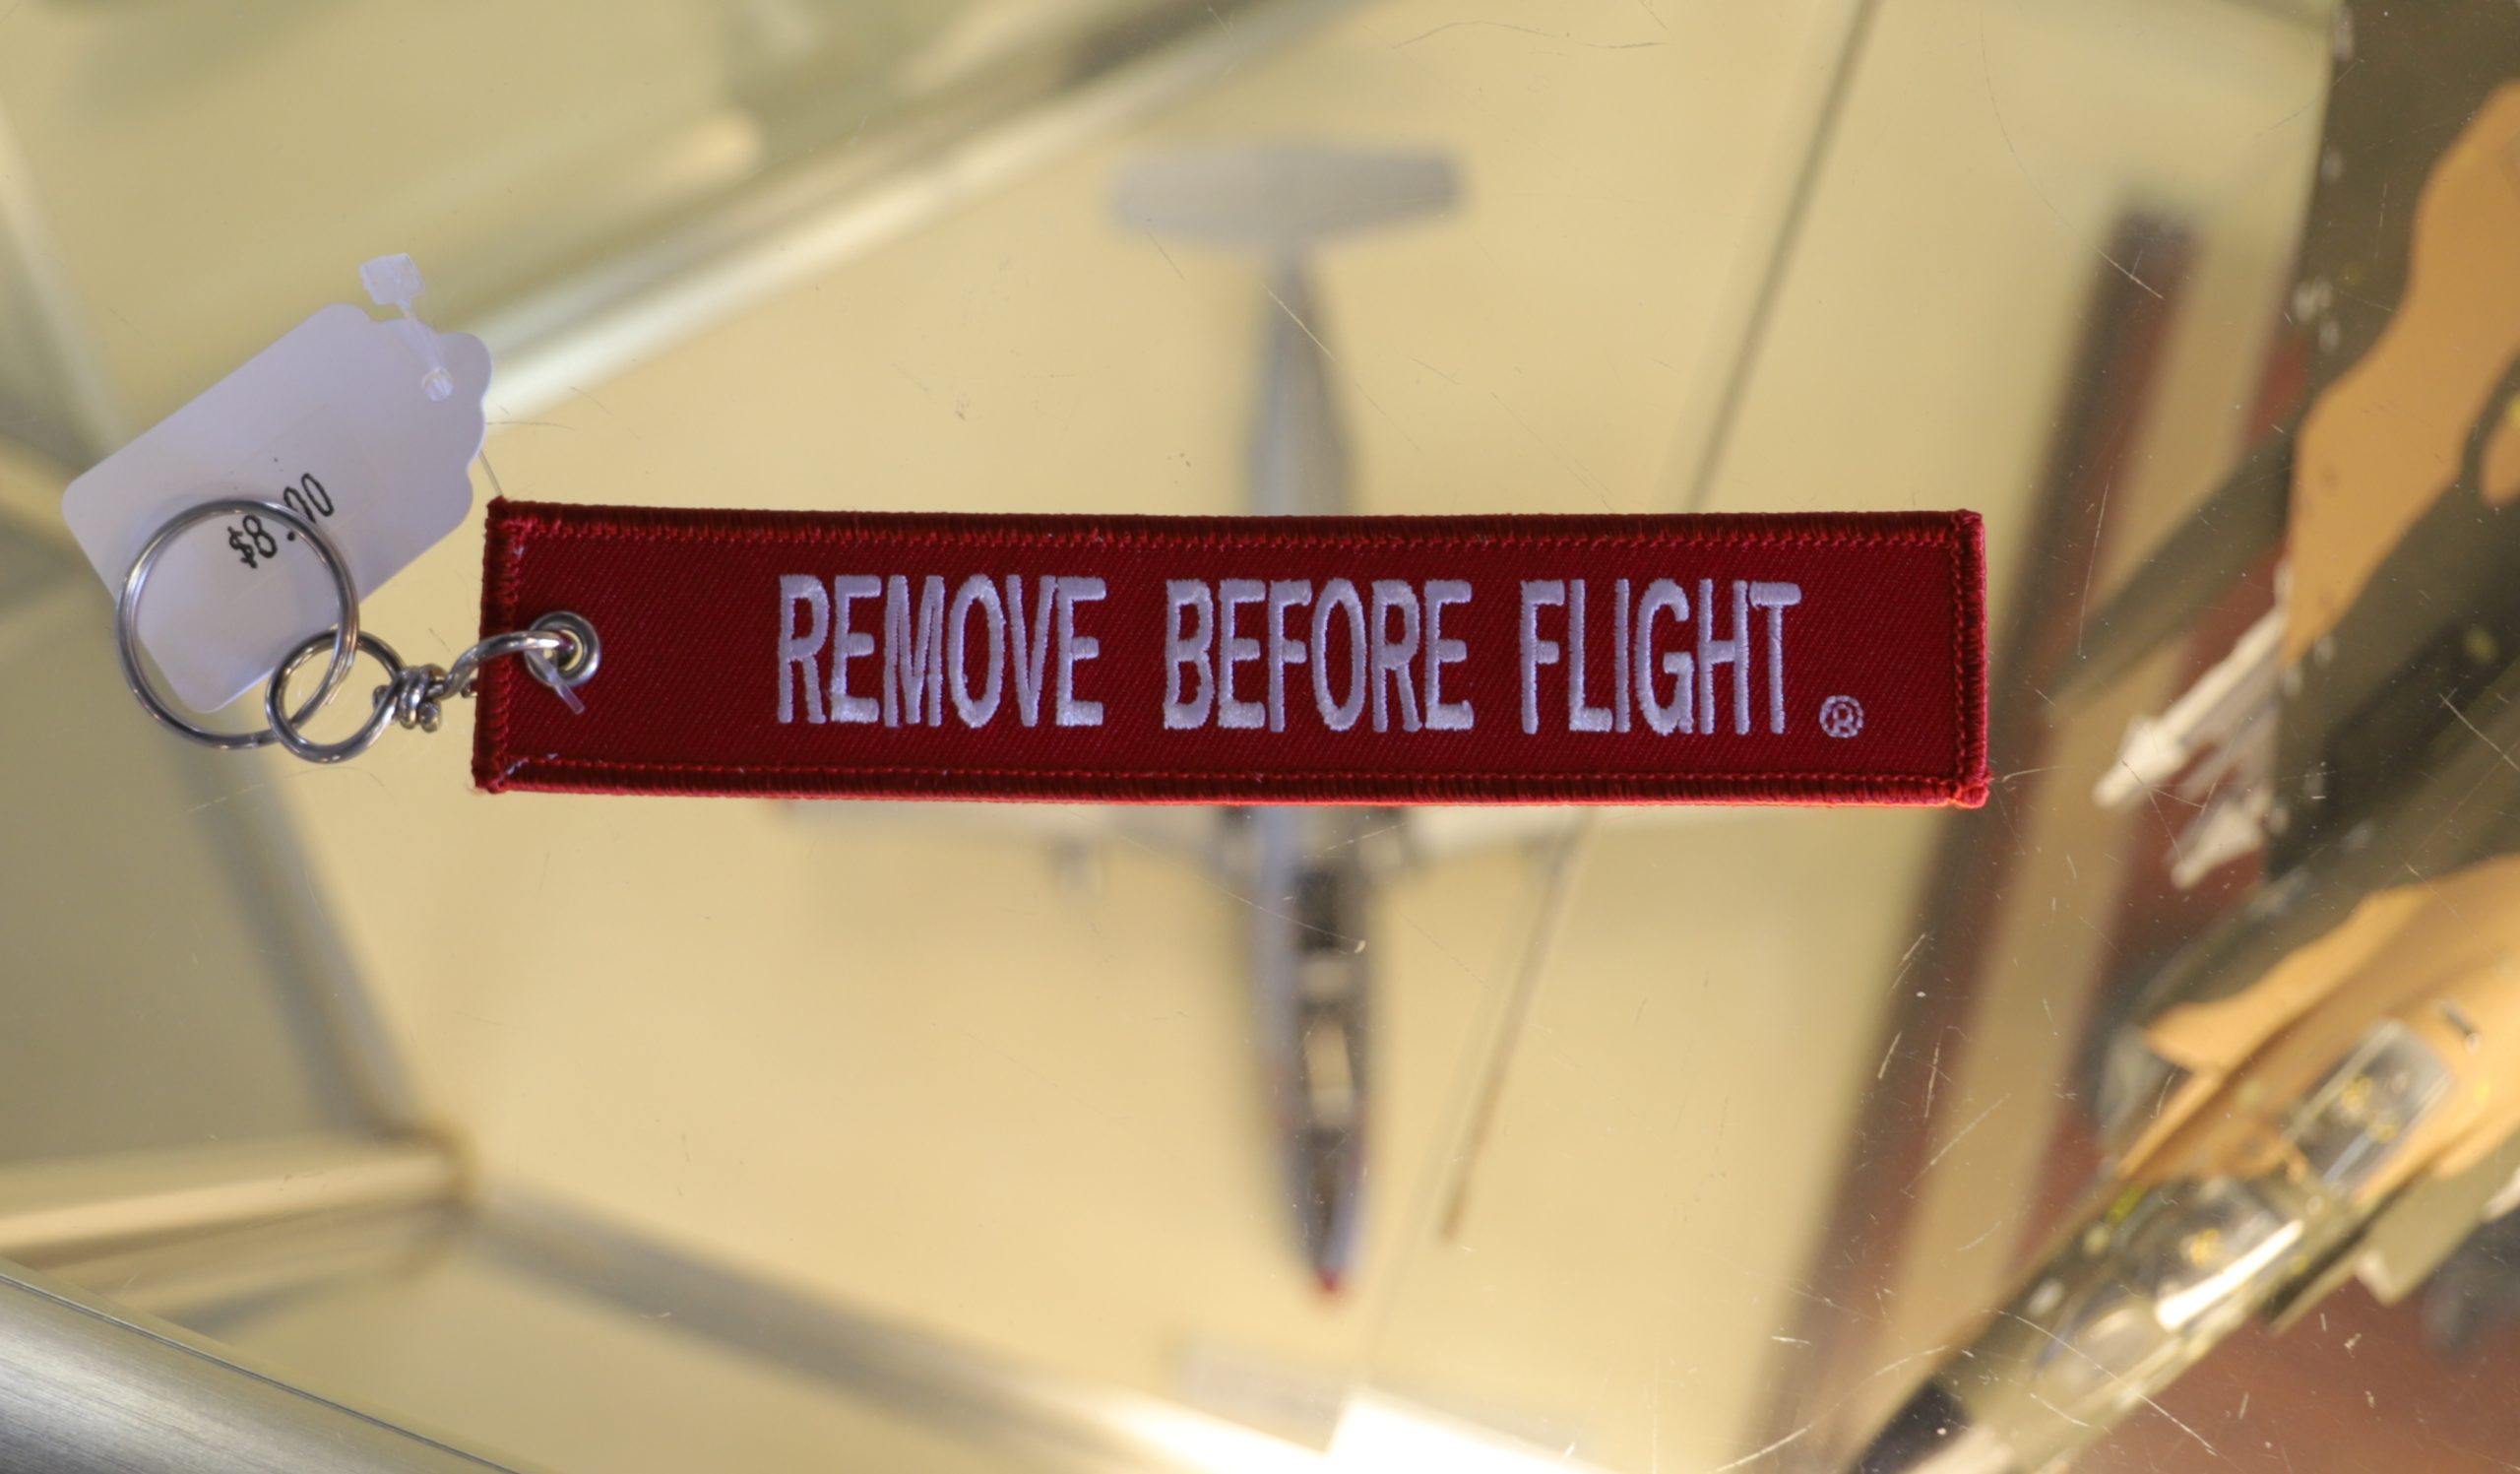 $8.00
REMOVE BEFORE FLIGHT ®